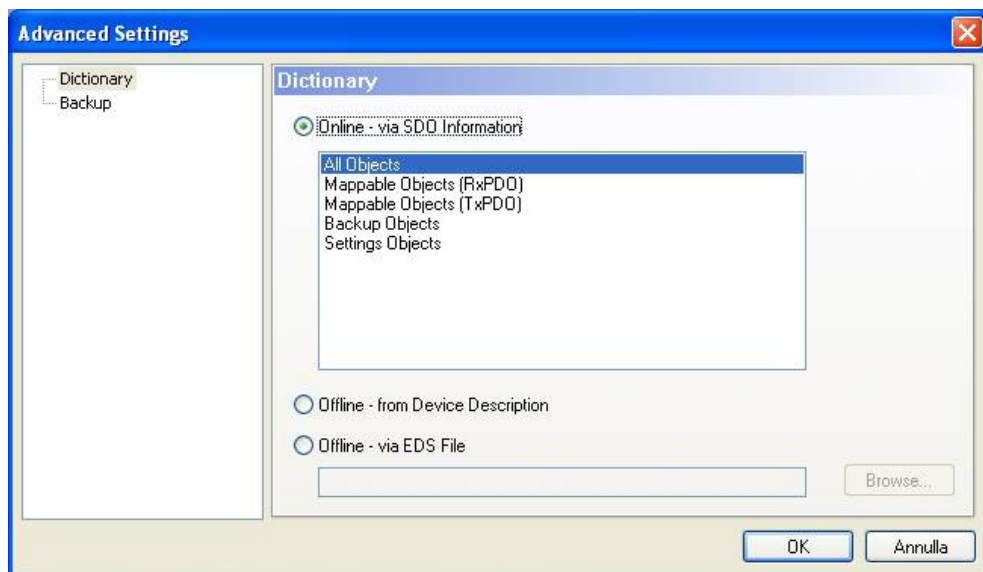 Advanced Settings
Dictionary
Backup
Dictionary
Online - via SDO Information
All Objects
Mappable Objects (RxPDO)
Mappable Objects (TxPDO)
Backup Objects
Settings Objects
Offline - from Device Description
Offline - via EDS File
Browse...
OK
Annulla